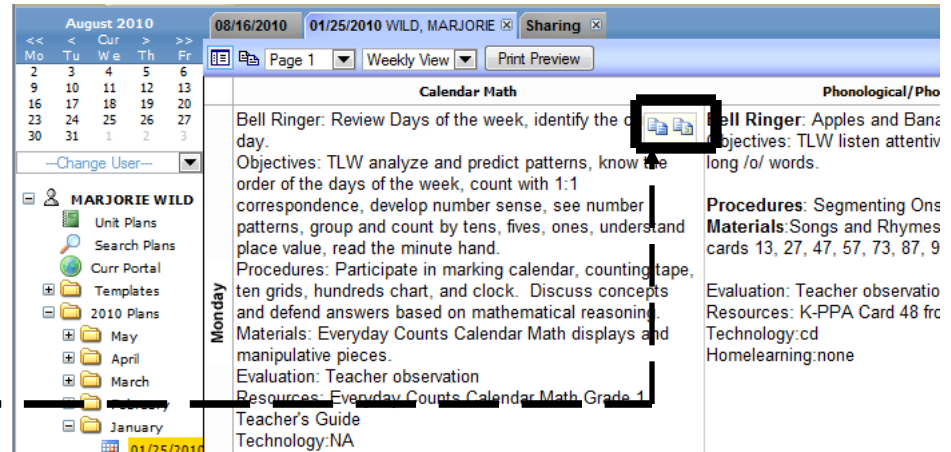 August 2010
<< < Cur > >>
Mo Tu We Th Fr
2 3 4 5 6
9 10 11 12 13
16 17 18 19 20
23 24 25 26 27
30 31 1 2 3
---Change User---
MARJORIE WILD
Unit Plans
Search Plans
Curr Portal
Templates
2010 Plans
May
April
March
February
January
01/25/2010
08/16/2010 01/25/2010 WILD, MARJORIE Sharing
Page 1 Weekly View Print Preview
Calendar Math
Monday
Bell Ringer: Review Days of the week, identify the
day.
Objectives: TLW analyze and predict patterns, know the
order of the days of the week, count with 1:1
correspondence, develop number sense, see number
patterns, group and count by tens, fives, ones, understand
place value, read the minute hand.
Procedures: Participate in marking calendar, counting tape,
ten grids, hundreds chart, and clock. Discuss concepts
and defend answers based on mathematical reasoning.
Materials: Everyday Counts Calendar Math displays and
manipulative pieces.
Evaluation: Teacher observation
Resources: Everyday Counts Calendar Math Grade 1
Teacher's Guide
Technology:NA
Phonological/Pho
Bell Ringer: Apples and Bana
Objectives: TLW listen attentiv
long /o/ words.
Procedures: Segmenting Ons
Materials:Songs and Rhymes
cards 13, 27, 47, 57, 73, 87, 9
Evaluation: Teacher observatio
Resources: K-PPA Card 48 fro
Technology:cd
Homelearning:none